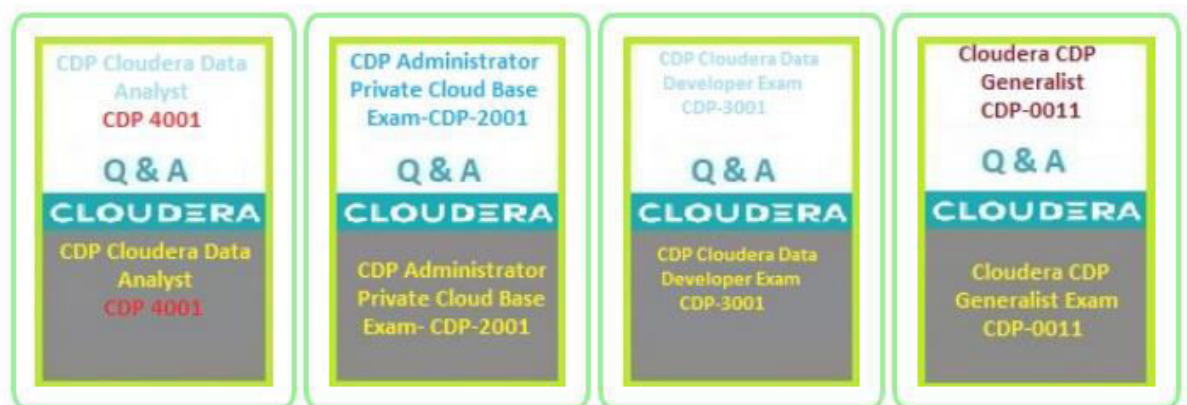 CDP Cloudera Data
Analyst
CDP 4001
Q & A
CLOUDERA
CDP Cloudera Data
Analyst
CDP 4001
CDP Administrator
Private Cloud Base
Exam-CDP-2001
Q & A
CLOUDERA
CDP Administrator
Private Cloud Base
Exam- CDP-2001
CDP Cloudera Data
Developer Exam
CDP-3001
Q & A
CLOUDERA
CDP Cloudera Data
Developer Exam
CDP-3001
Cloudera CDP
Generalist
CDP-0011
Q & A
CLOUDERA
Cloudera CDP
Generalist Exam
CDP-0011